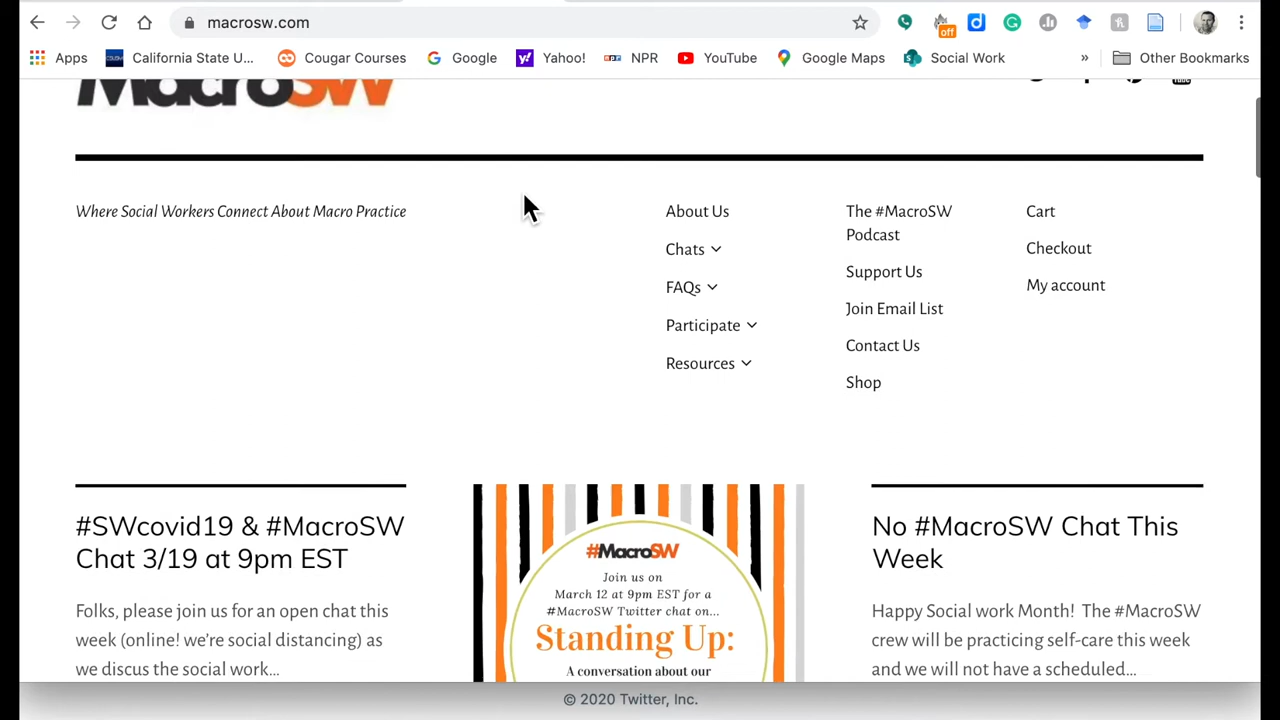 macrosw.com
off
Apps
California State U...
Cougar Courses
Google
Yahoo!
NPR
YouTube
Google Maps
Social Work
»
Other Bookmarks
MacroSW
Where Social Workers Connect About Macro Practice
About Us
Chats
FAQs
Participate
Resources
The #MacroSW
Podcast
Support Us
Join Email List
Contact Us
Shop
Cart
Checkout
My account
#SWcovid19 & #MacroSW
Chat 3/19 at 9pm EST
Folks, please join us for an open chat this
week (online! we’re social distancing) as
we discuss the social work...
#MacroSW
Join us on
March 12 at 9pm EST for a
#MacroSW Twitter chat on...
Standing Up:
A conversation about our
No #MacroSW Chat This
Week
Happy Social work Month! The #MacroSW
crew will be practicing self-care this week
and we will not have a scheduled...
© 2020 Twitter, Inc.